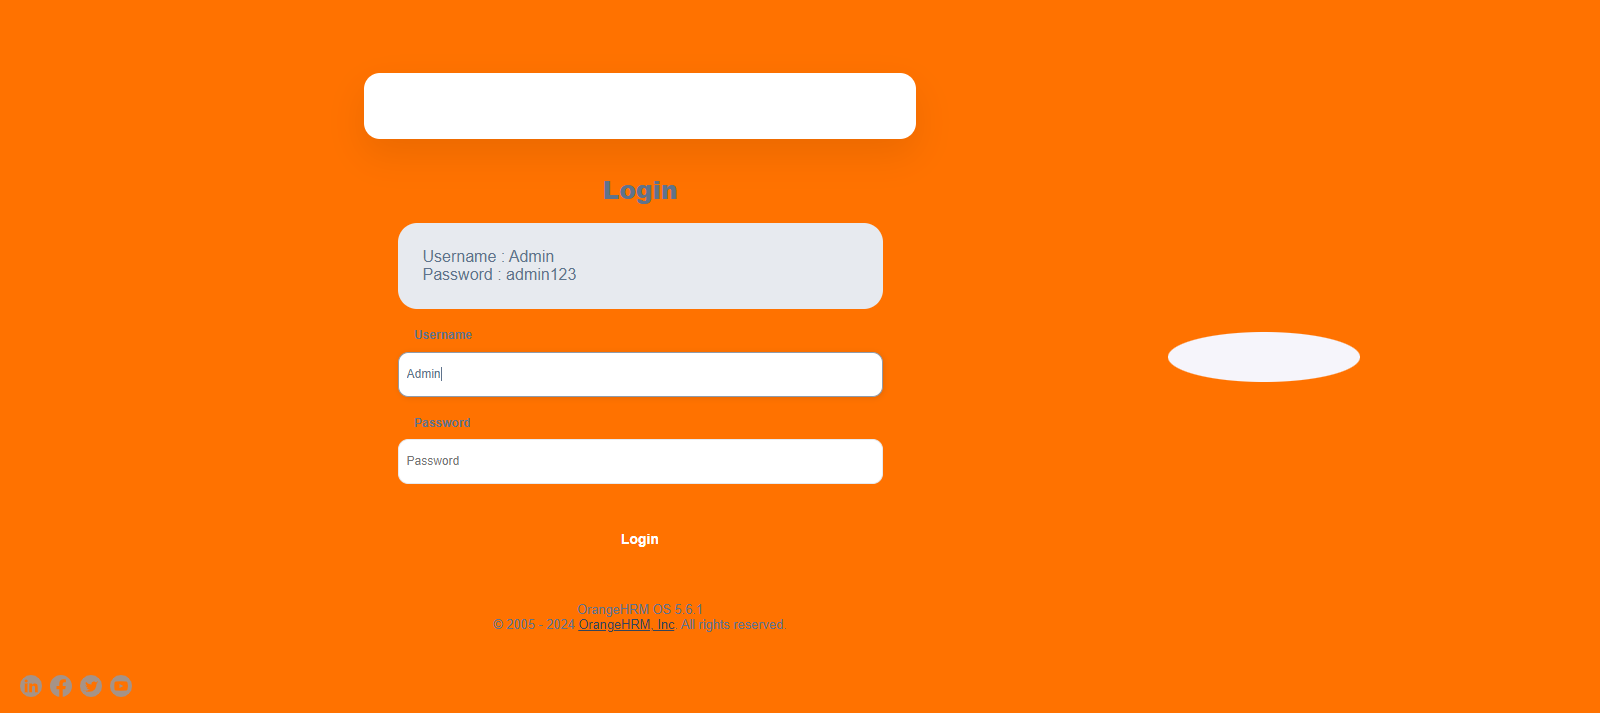 Login
Username : Admin
Password : admin123
Username
Admin
Password
Password
Login
OrangeHRM OS 5.6.1
© 2005 - 2024 OrangeHRM, Inc. All rights reserved.